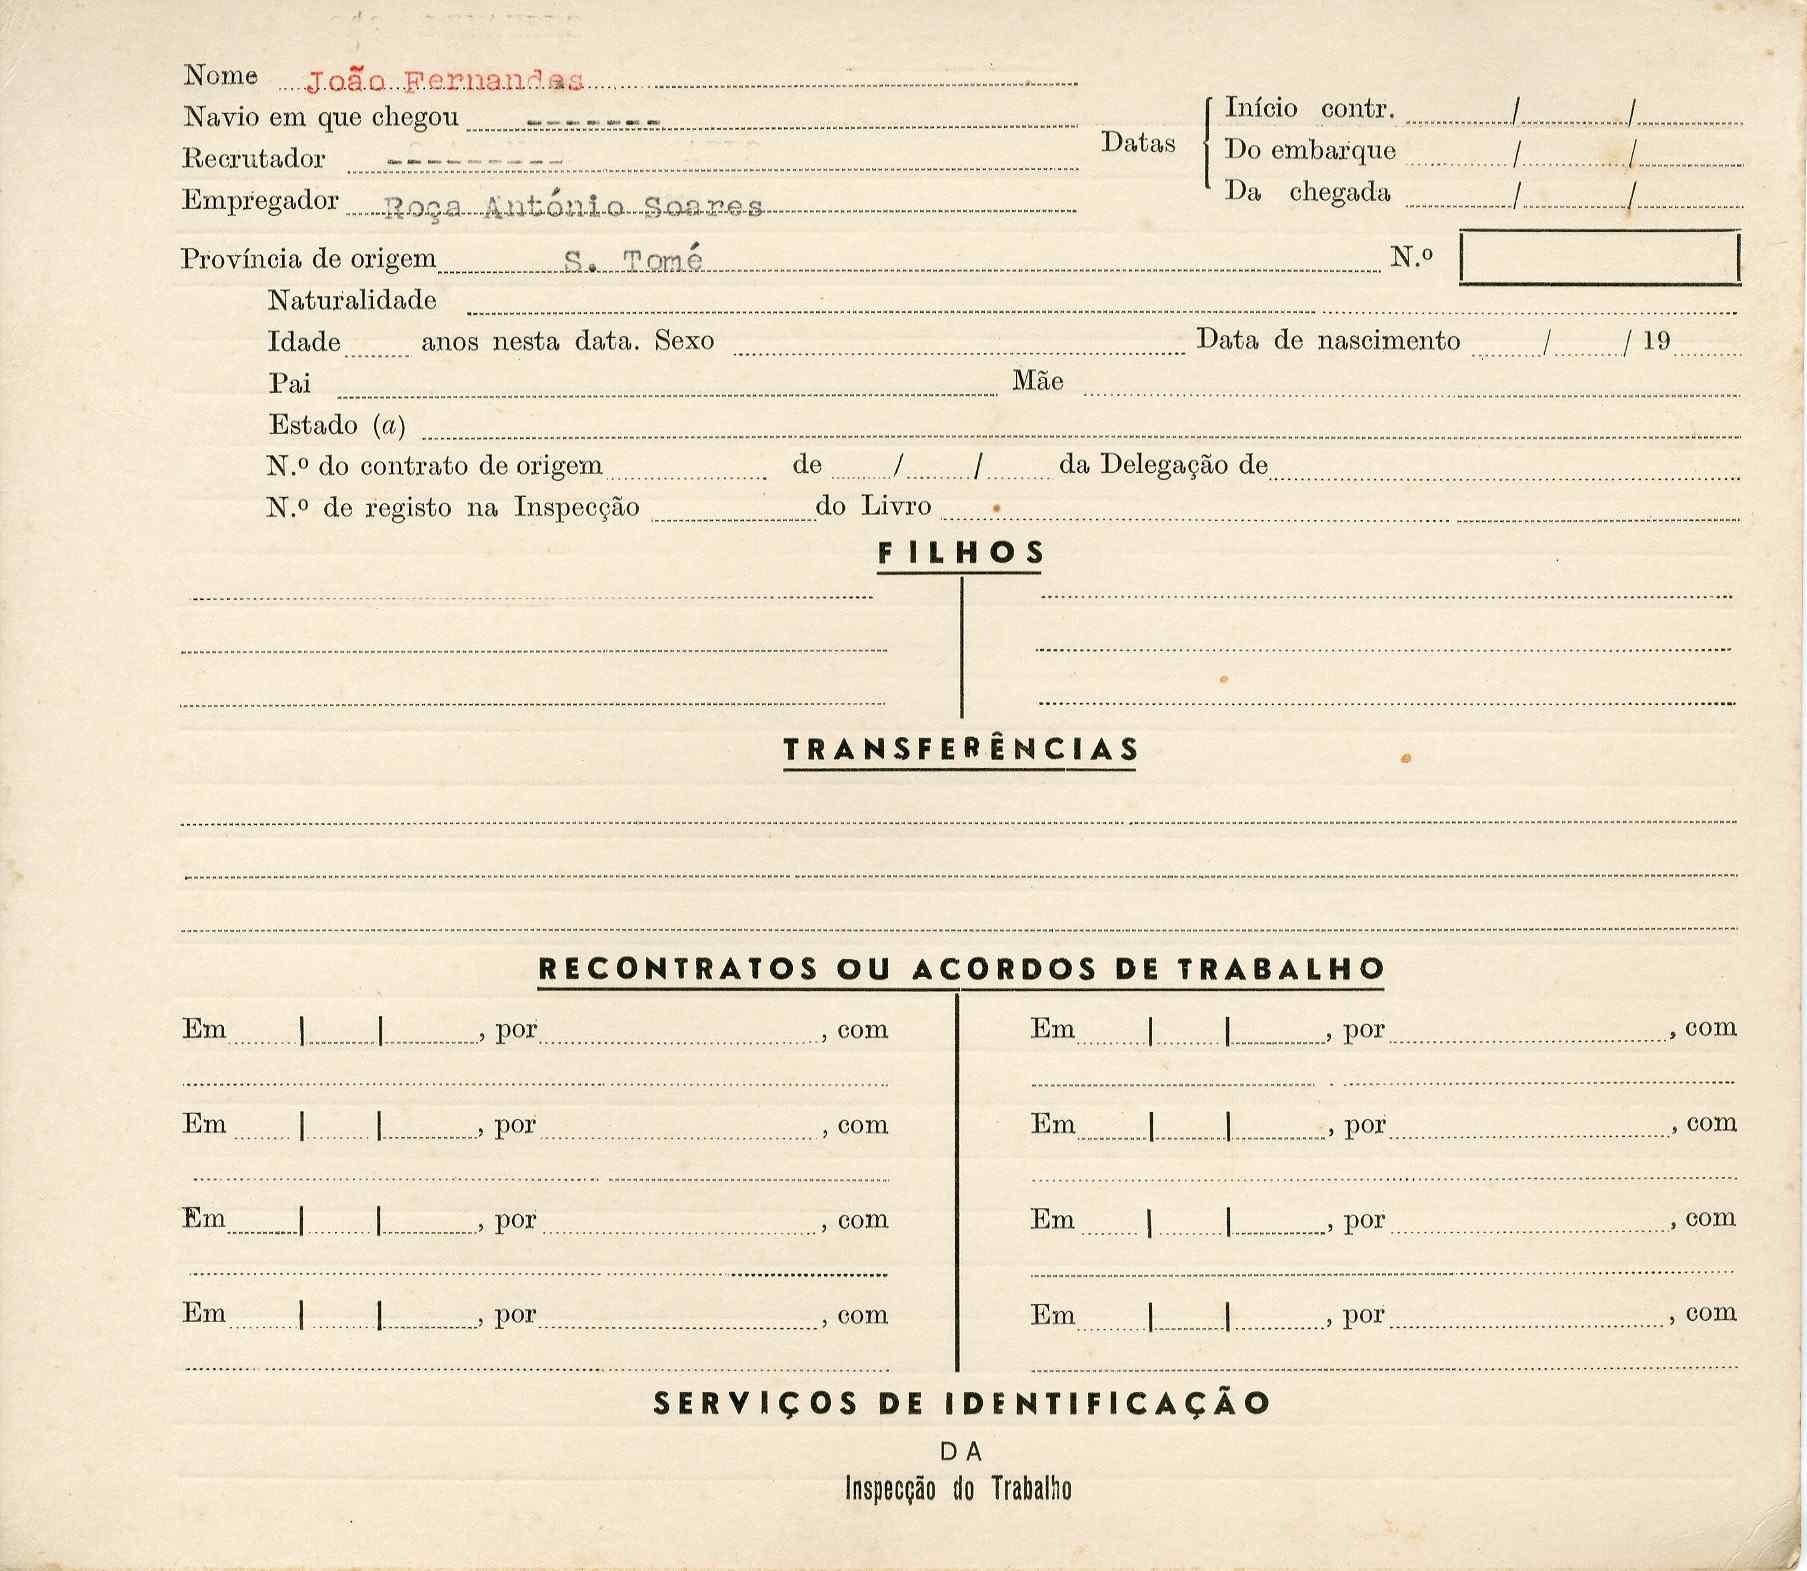 Nome João Fernandes
Navio em que chegou -------
Recrutador ---------
Empregador Roça António Soares
Datas
Início contr. / /
Do embarque / /
Da chegada / /
Província de origem S. Tomé N.º
Naturalidade
Idade anos nesta data. Sexo Data de nascimento / / 19
Pai Mãe
Estado (a)
N.º do contrato de origem de / / da Delegação de
N.º de registo na Inspecção do Livro
FILHOS
TRANSFERÊNCIAS
RECONTRATOS OU ACORDOS DE TRABALHO
Em | | , por , com Em | | , por , com
Em | | , por , com Em | | , por , com
Em | | , por , com Em | | , por , com
Em | | , por , com Em | | , por , com
SERVIÇOS DE IDENTIFICAÇÃO
DA
Inspecção do Trabalho